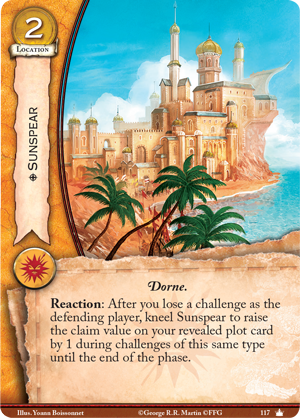 2
LOCATION
SUNSPEAR
Dorne.
Reaction: After you lose a challenge as the
defending player, kneel Sunspear to raise
the claim value on your revealed plot card
by 1 during challenges of this same type
until the end of the phase.
Illus. Yoann Boissonnet ©George R.R. Martin ©FFG 117